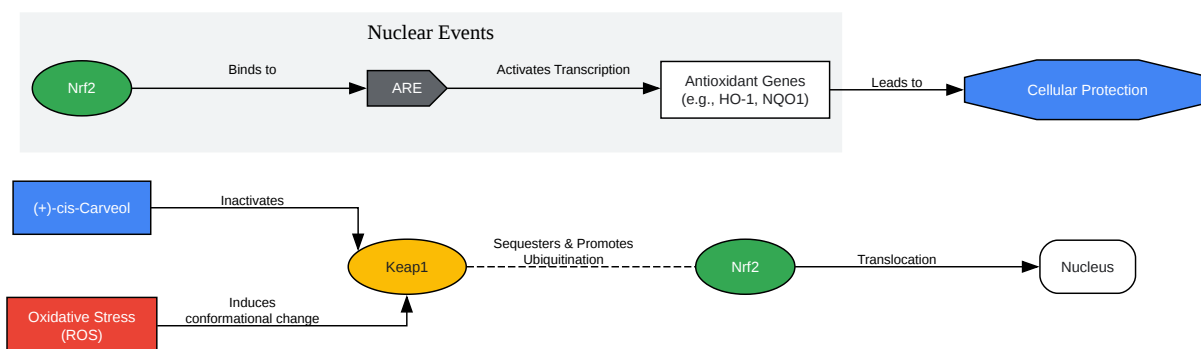 Nuclear Events
Nrf2
Binds to
ARE
Activates Transcription
Antioxidant Genes
(e.g., HO-1, NQO1)
Leads to
Cellular Protection
(+)-cis-Carveol
Inactivates
Keap1
Sequesters & Promotes
Ubiquitination
Nrf2
Translocation
Nucleus
Oxidative Stress
(ROS)
Induces
conformational change